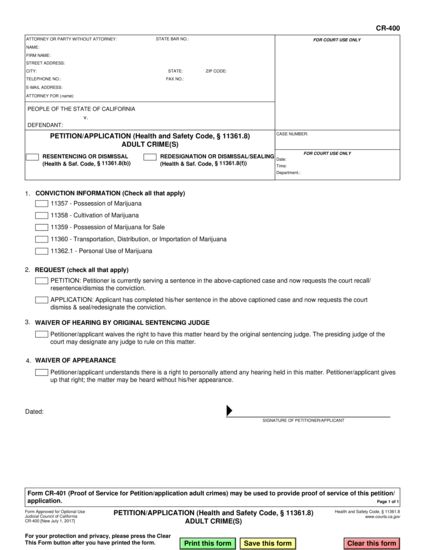 CR-400
ATTORNEY OR PARTY WITHOUT ATTORNEY: STATE BAR NO.:
NAME:
FIRM NAME:
STREET ADDRESS:
CITY: STATE: ZIP CODE:
TELEPHONE NO.: FAX NO.:
E-MAIL ADDRESS:
ATTORNEY FOR (name):
FOR COURT USE ONLY
PEOPLE OF THE STATE OF CALIFORNIA
v.
DEFENDANT:
PETITION/APPLICATION (Health and Safety Code, § 11361.8)
ADULT CRIME(S)
CASE NUMBER:
RESENTENCING OR DISMISSAL
(Health & Saf. Code, § 11361.8(b))
REDESIGNATION OR DISMISSAL/SEALING
(Health & Saf. Code, § 11361.8(f))
FOR COURT USE ONLY
Date:
Time:
Department:
1. CONVICTION INFORMATION (Check all that apply)
11357 - Possession of Marijuana
11358 - Cultivation of Marijuana
11359 - Possession of Marijuana for Sale
11360 - Transportation, Distribution, or Importation of Marijuana
11362.1 - Personal Use of Marijuana
2. REQUEST (check all that apply)
PETITION: Petitioner is currently serving a sentence in the above-captioned case and now requests the court recall/
resentence/dismiss the conviction.
APPLICATION: Applicant has completed his/her sentence in the above captioned case and now requests the court
dismiss & seal/redesignate the conviction.
3. WAIVER OF HEARING BY ORIGINAL SENTENCING JUDGE
Petitioner/applicant waives the right to have this matter heard by the original sentencing judge. The presiding judge of the
court may designate any judge to rule on this matter.
4. WAIVER OF APPEARANCE
Petitioner/applicant understands there is a right to personally attend any hearing held in this matter. Petitioner/applicant gives
up that right; the matter may be heard without his/her appearance.
Dated:
SIGNATURE OF PETITIONER/APPLICANT
Form CR-401 (Proof of Service for Petition/application adult crimes) may be used to provide proof of service of this petition/
application.
Page 1 of 1
Form Approved for Optional Use
Judicial Council of California
CR-400 [New July 1, 2017]
PETITION/APPLICATION (Health and Safety Code, § 11361.8)
ADULT CRIME(S)
Health and Safety Code, § 11361.8
www.courts.ca.gov
For your protection and privacy, please press the Clear
This Form button after you have printed the form.
Print this form
Save this form
Clear this form